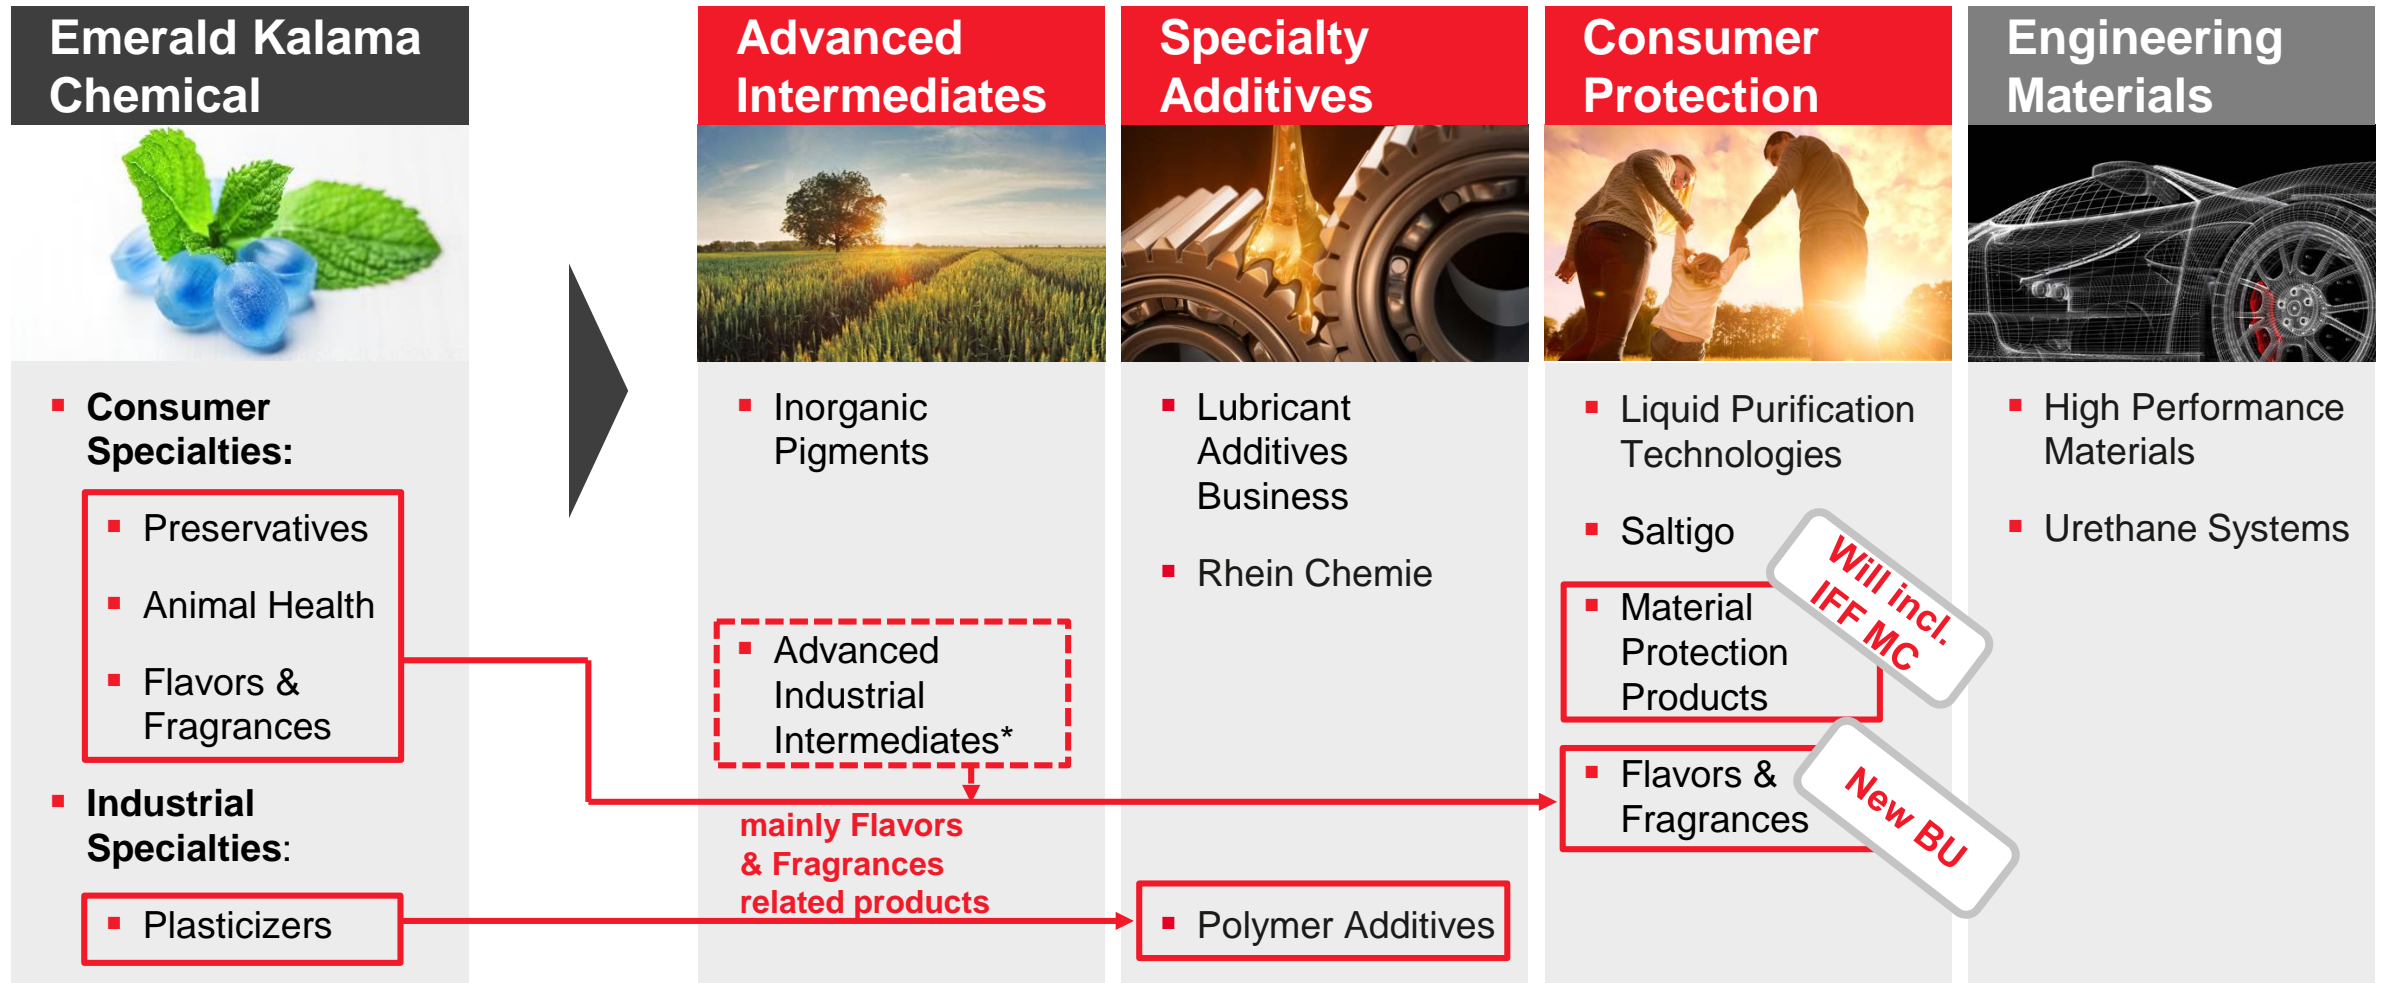 Emerald Kalama
Chemical
Consumer
Specialties:
Preservatives
Animal Health
Flavors &
Fragrances
Industrial
Specialties:
Plasticizers
Advanced
Intermediates
Inorganic
Pigments
Advanced
Industrial
Intermediates*
mainly Flavors
& Fragrances
related products
Specialty
Additives
Lubricant
Additives
Business
Rhein Chemie
Polymer Additives
Consumer
Protection
Liquid Purification
Technologies
Saltigo
Material
Protection
Products
Will incl.
IFF MC
Flavors &
Fragrances
New BU
Engineering
Materials
High Performance
Materials
Urethane Systems